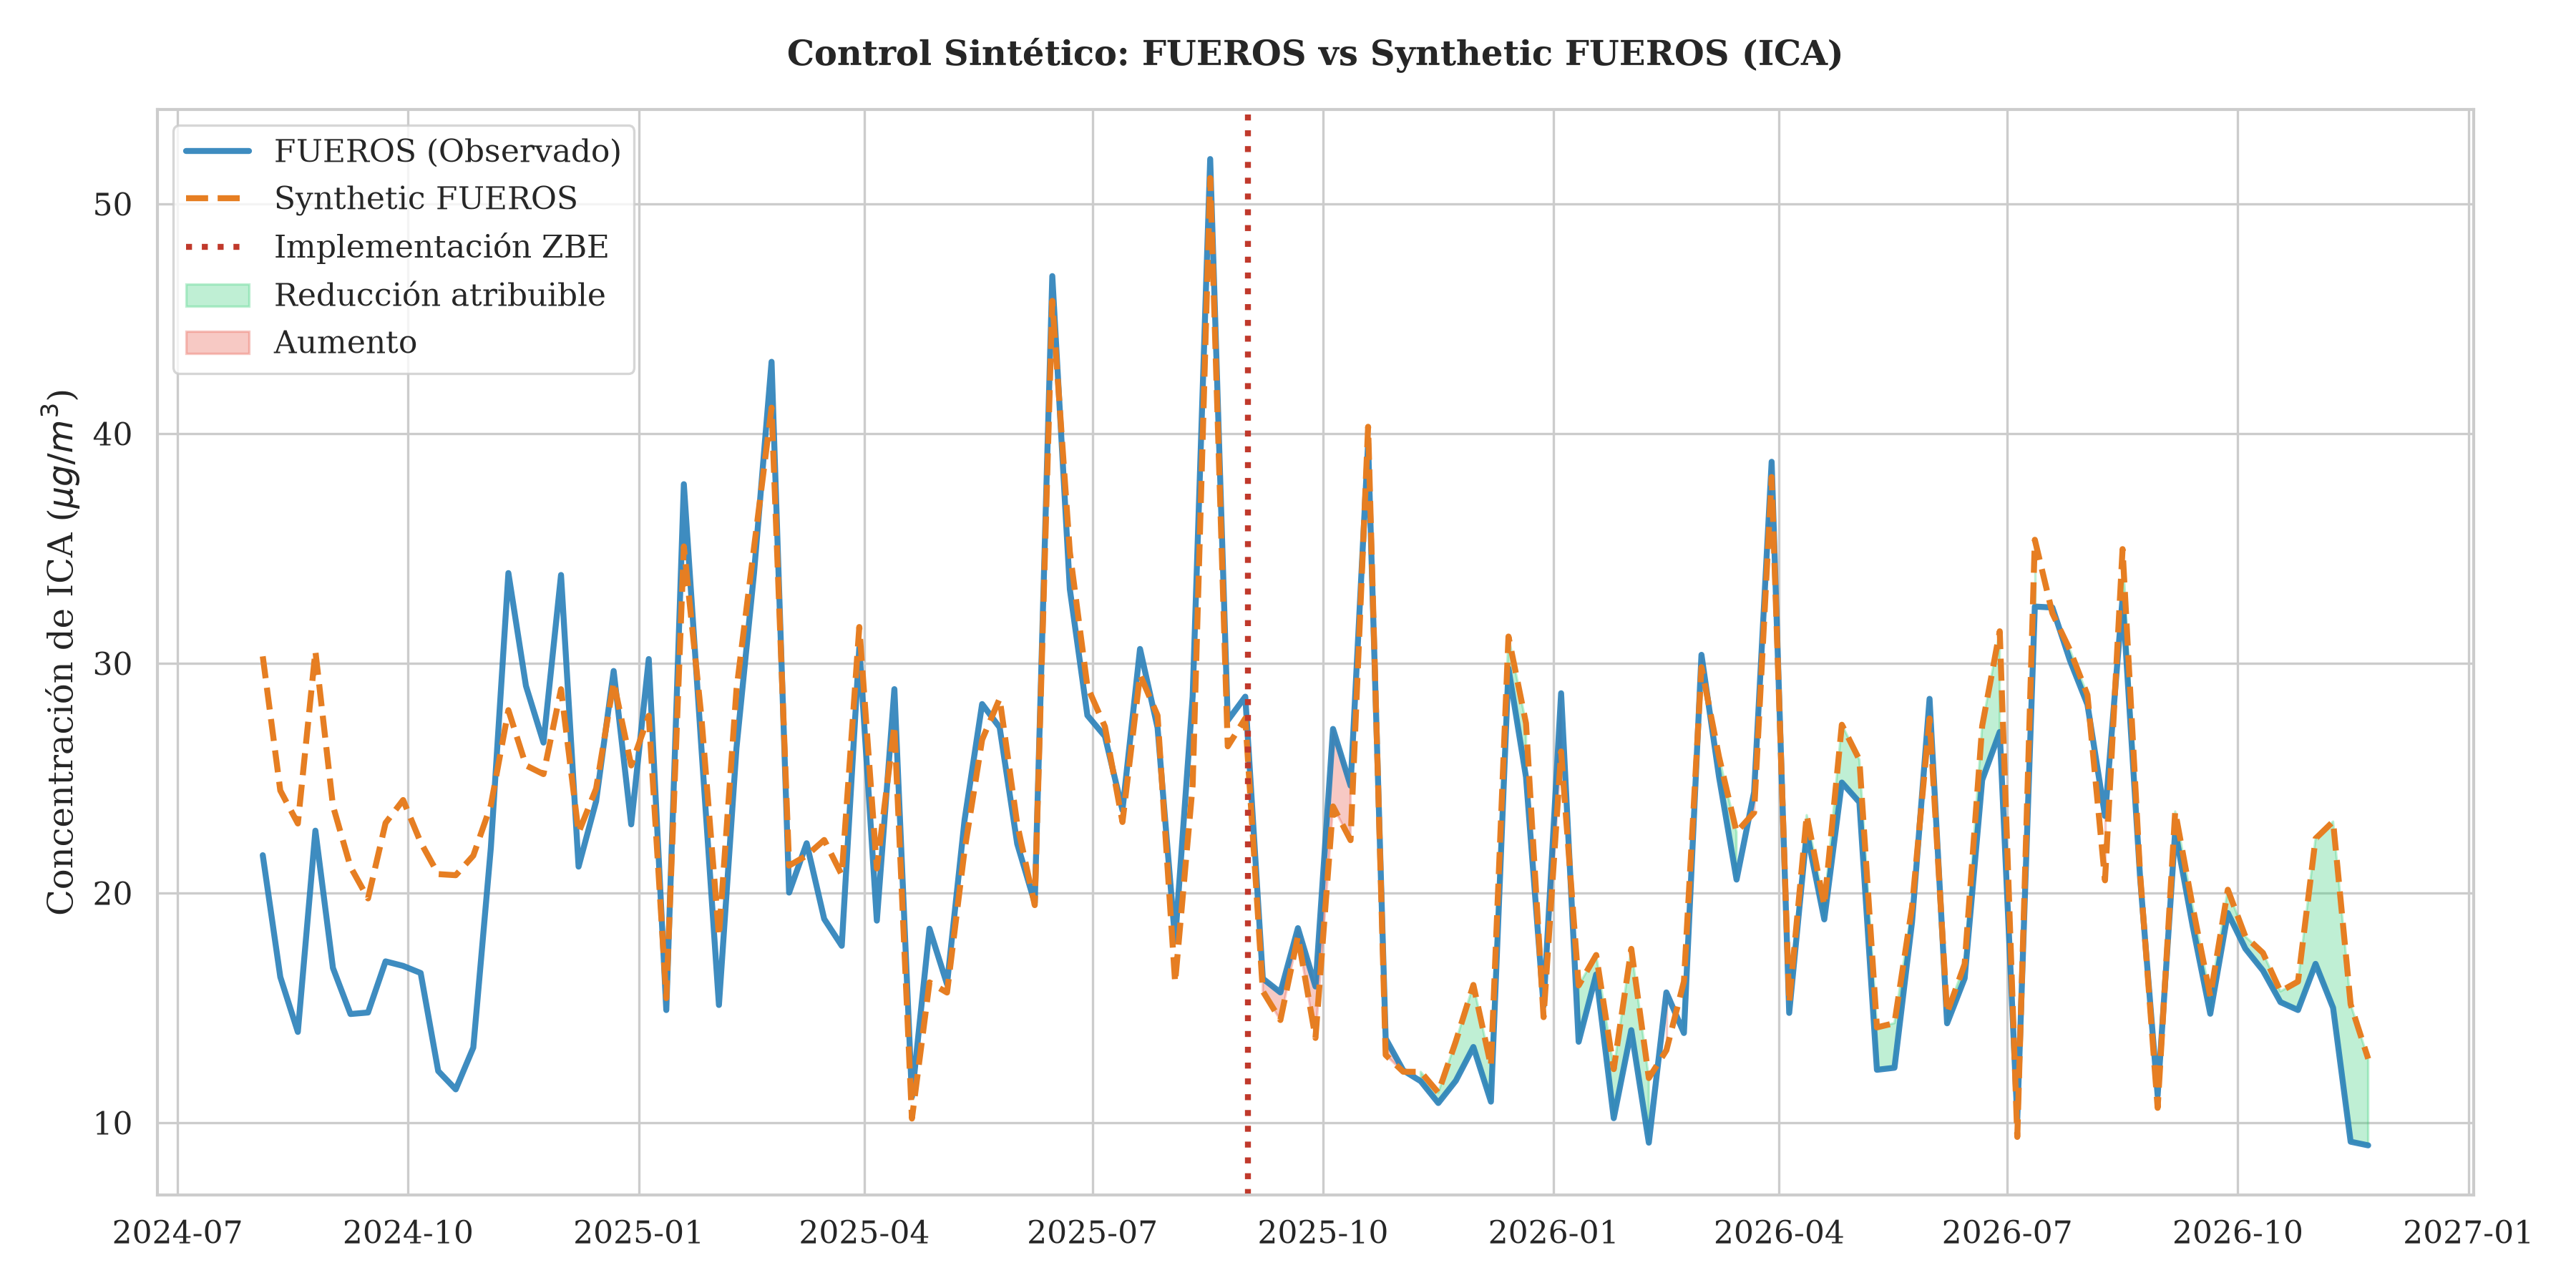 Control Sintético: FUEROS vs Synthetic FUEROS (ICA)
FUEROS (Observado)
Synthetic FUEROS
Implementación ZBE
Reducción atribuible
Aumento
Concentración de ICA (µg/m³)
50
40
30
20
10
2024-07 2024-10 2025-01 2025-04 2025-07 2025-10 2026-01 2026-04 2026-07 2026-10 2027-01